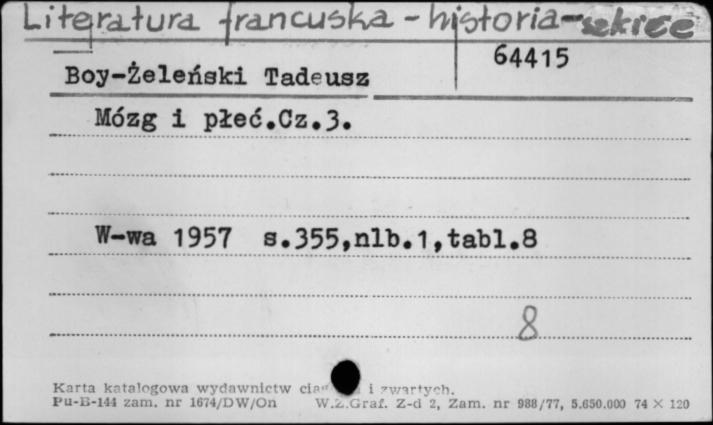 Literatura francuska - historia - szkice
64415
Boy-Żeleński Tadeusz
Mózg i płeć.Cz.3.
W-wa 1957 s.355,nlb.1,tabl.8
8
Karta katalogowa wydawnictw i zwartych.
Pu-B-144 zam. nr 1674/DW/On W.Z.Graf. Z-d 2, Zam. nr 988/77, 5.650.000 74 × 120